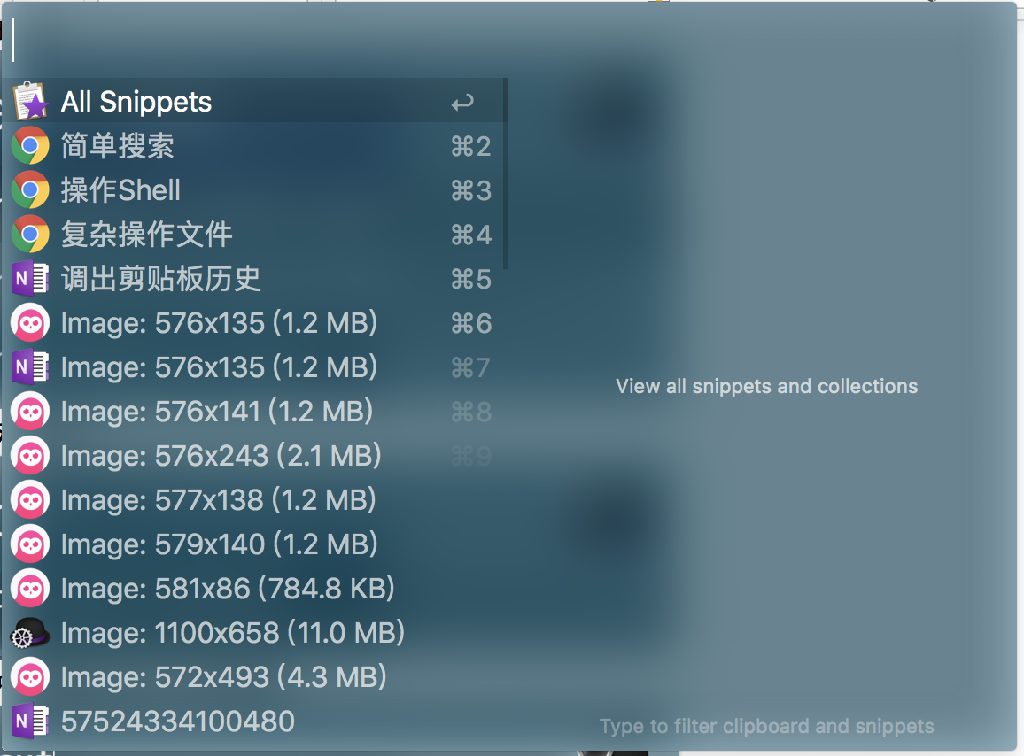 All Snippets ↩
简单搜索 ⌘2
操作Shell ⌘3
复杂操作文件 ⌘4
调出剪贴板历史 ⌘5
Image: 576x135 (1.2 MB) ⌘6
Image: 576x135 (1.2 MB) ⌘7
View all snippets and collections
Image: 576x141 (1.2 MB) ⌘8
Image: 576x243 (2.1 MB) ⌘9
Image: 577x138 (1.2 MB)
Image: 579x140 (1.2 MB)
Image: 581x86 (784.8 KB)
Image: 1100x658 (11.0 MB)
Image: 572x493 (4.3 MB)
57524334100480
Type to filter clipboard and snippets